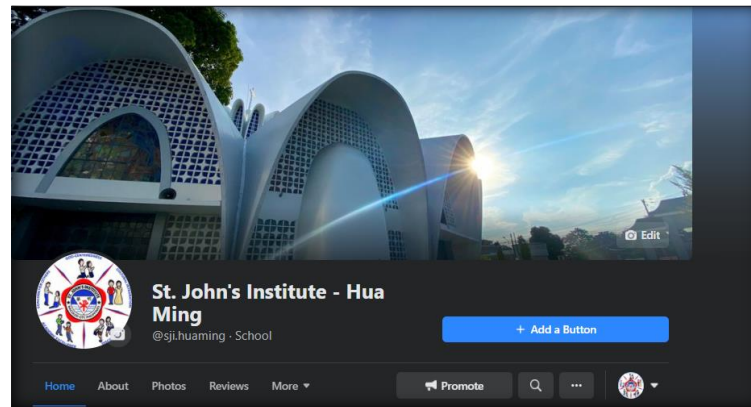 Edit
St. John's Institute - Hua
Ming
@sji.huaming · School
+ Add a Button
Home About Photos Reviews More ▾ Promote ···